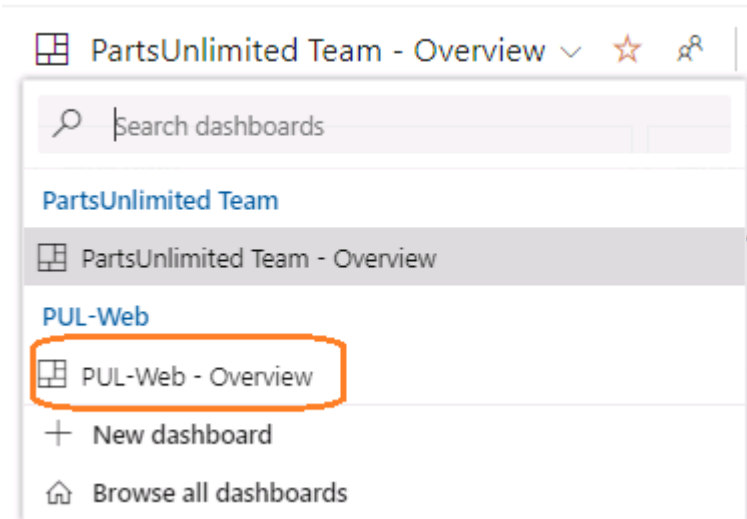 PartsUnlimited Team - Overview
Search dashboards
PartsUnlimited Team
PartsUnlimited Team - Overview
PUL-Web
PUL-Web - Overview
New dashboard
Browse all dashboards